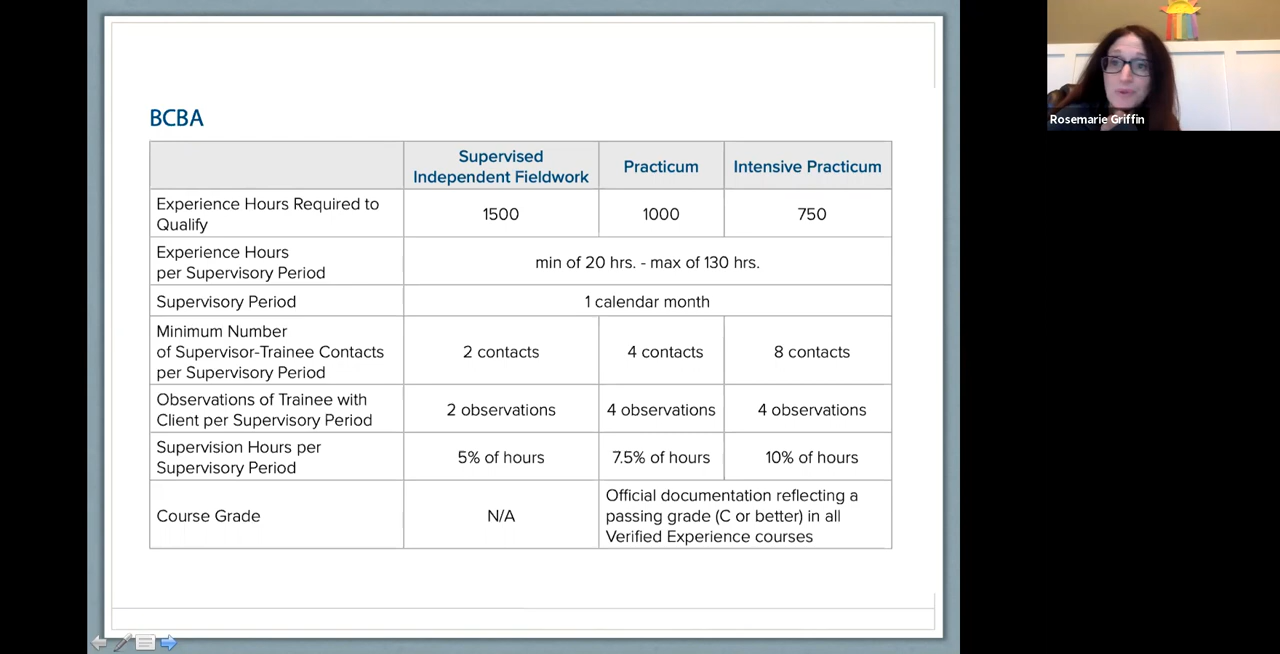 BCBA
Supervised
Independent Fieldwork
Practicum
Intensive Practicum
Experience Hours Required to
Qualify
1500
1000
750
Experience Hours
per Supervisory Period
min of 20 hrs. - max of 130 hrs.
Supervisory Period
1 calendar month
Minimum Number
of Supervisor-Trainee Contacts
per Supervisory Period
2 contacts
4 contacts
8 contacts
Observations of Trainee with
Client per Supervisory Period
2 observations
4 observations
4 observations
Supervision Hours per
Supervisory Period
5% of hours
7.5% of hours
10% of hours
Course Grade
N/A
Official documentation reflecting a
passing grade (C or better) in all
Verified Experience courses
Rosemarie Griffin